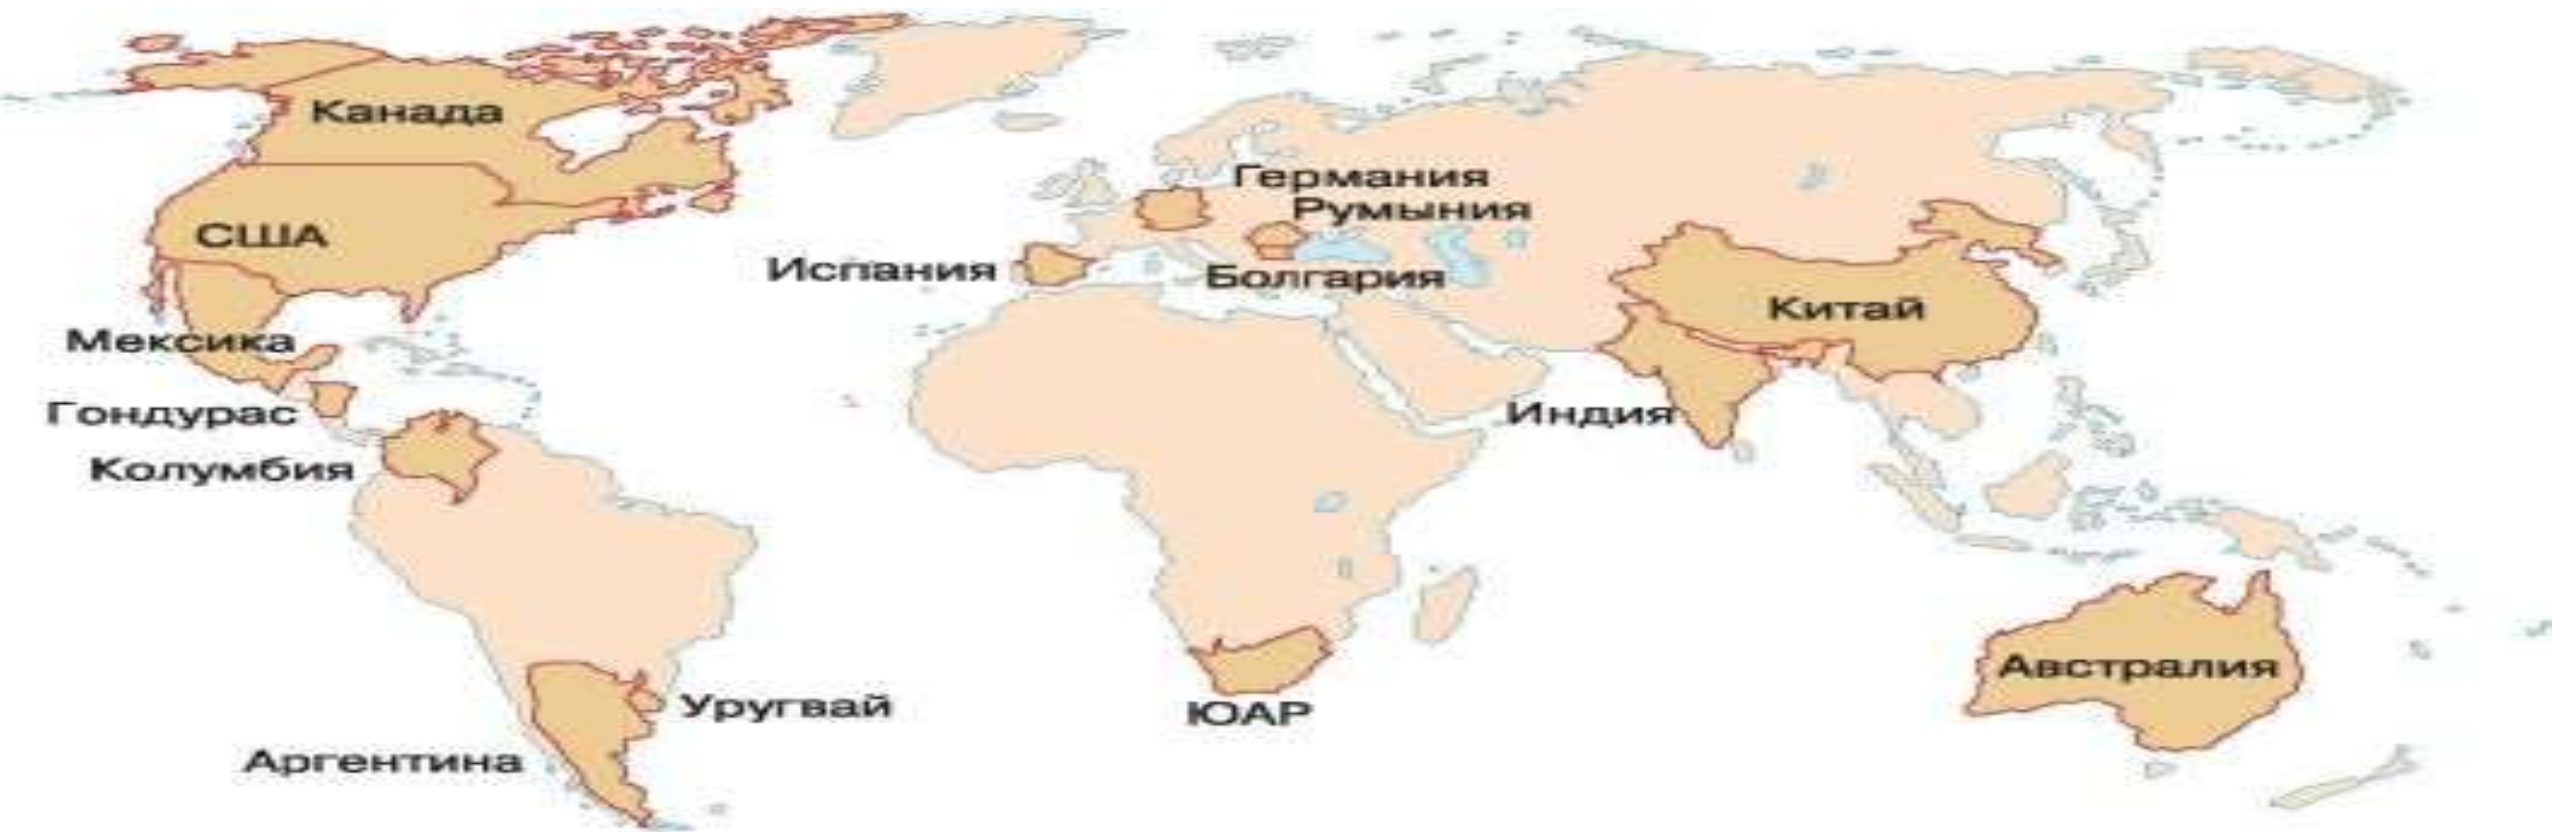 Канада
Германия
Румыния
США
Испания
Болгария
Китай
Мексика
Гондурас
Индия
Колумбия
Австралия
Уругвай
ЮАР
Аргентина